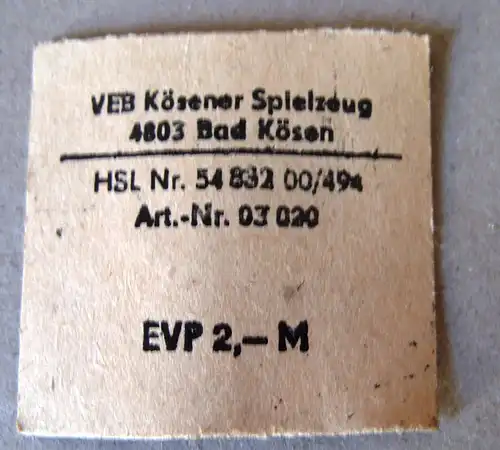 VEB Kösener Spielzeug
4803 Bad Kösen
HSL Nr. 54 832 00/494
Art.-Nr. 03 020
EVP 2,— M